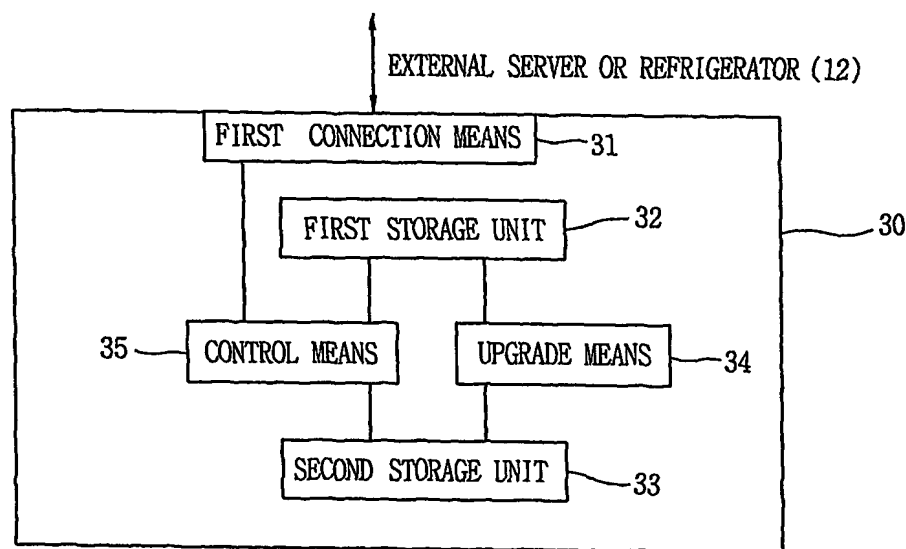 EXTERNAL SERVER OR REFRIGERATOR (12)
FIRST CONNECTION MEANS
31
FIRST STORAGE UNIT
32
30
35
CONTROL MEANS
UPGRADE MEANS
34
SECOND STORAGE UNIT
33